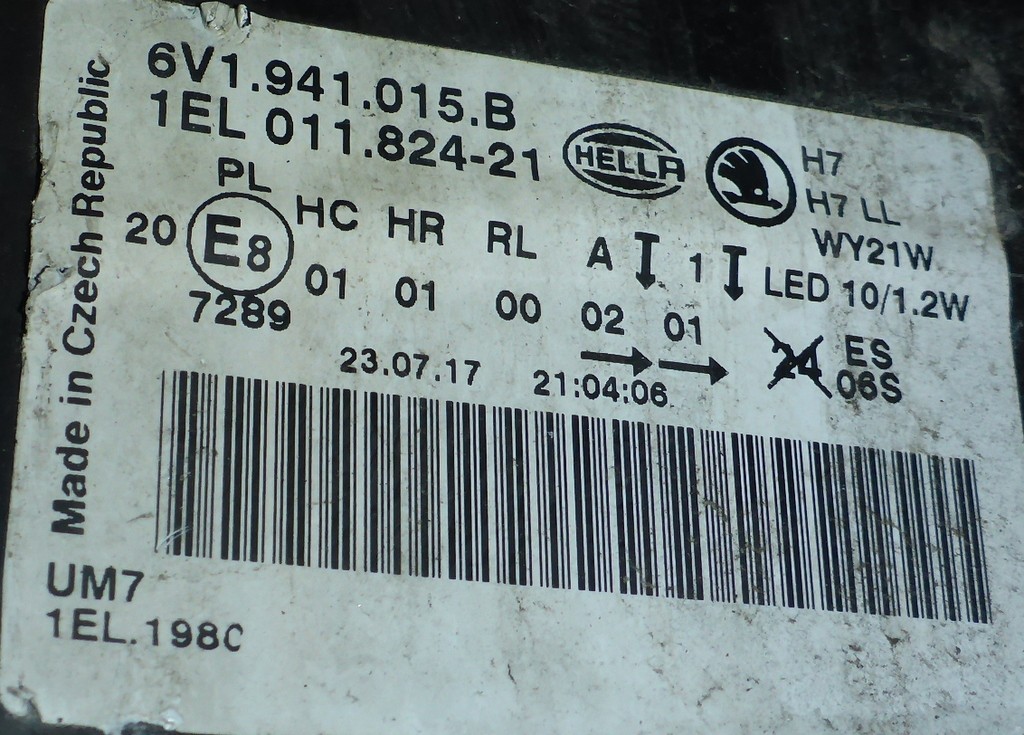 6V1.941.015.B
1EL 011.824-21
HELLA
H7
H7 LL
WY21W
LED 10/1.2W
PL
20 E8 HC HR RL A 1
7289 01 01 00 02 01
23.07.17 21:04:06
24 ES
06S
Made in Czech Republic
UM7
1EL.198C